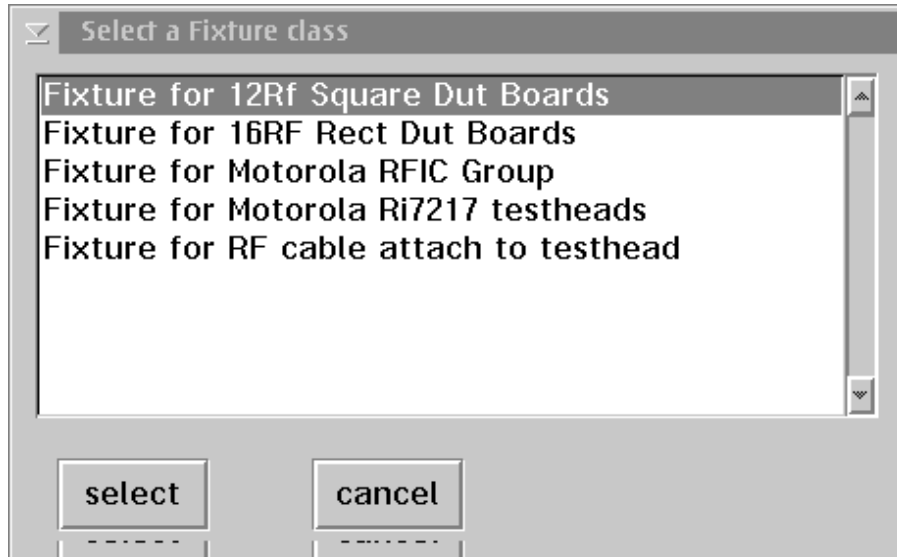 Select a Fixture class
Fixture for 12Rf Square Dut Boards
Fixture for 16RF Rect Dut Boards
Fixture for Motorola RFIC Group
Fixture for Motorola Ri7217 testheads
Fixture for RF cable attach to testhead
select cancel